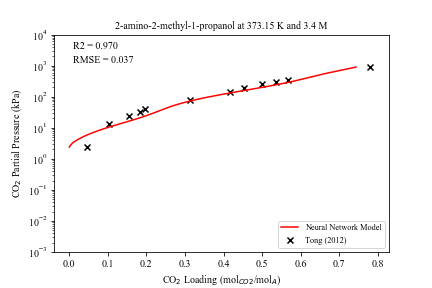 2-amino-2-methyl-1-propanol at 373.15 K and 3.4 M
R2 = 0.970
RMSE = 0.037
CO₂ Partial Pressure (kPa)
10⁴
10³
10²
10¹
10⁰
10⁻¹
10⁻²
10⁻³
Neural Network Model
Tong (2012)
0.0 0.1 0.2 0.3 0.4 0.5 0.6 0.7 0.8
CO₂ Loading (mol_CO2/mol_A)